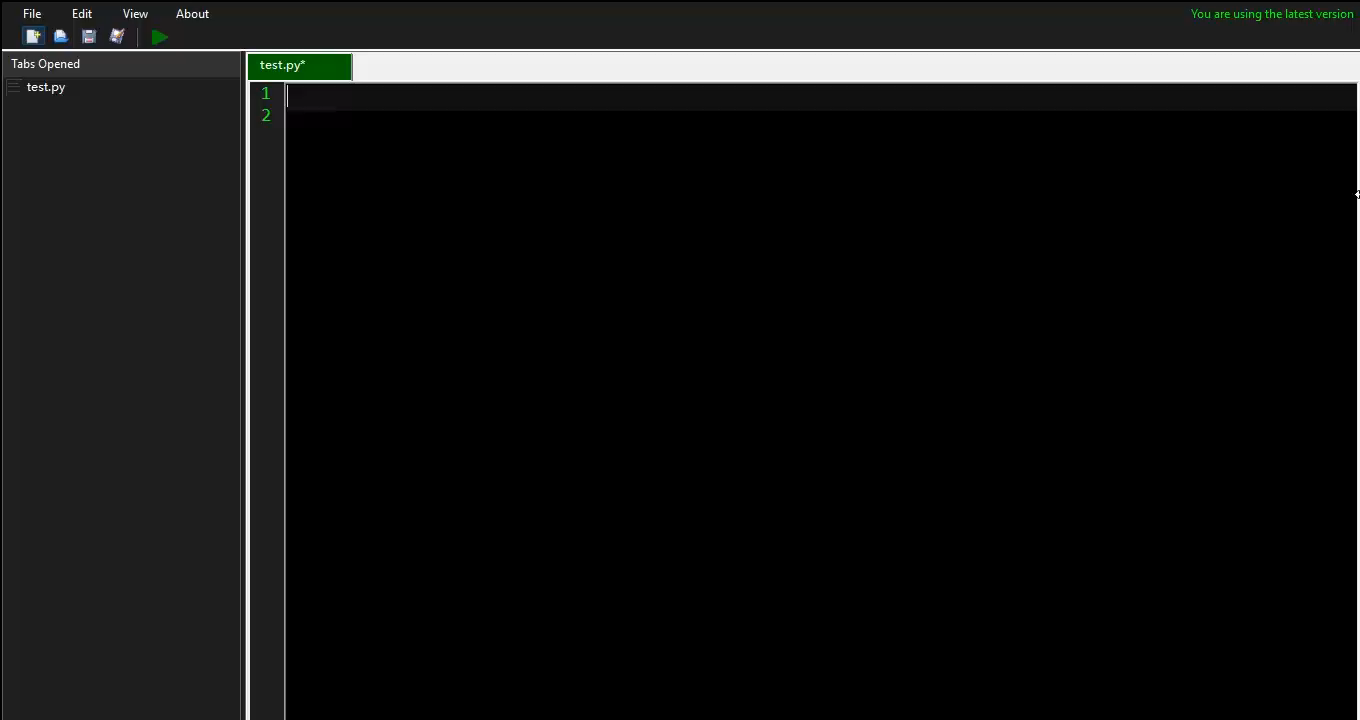 File Edit View About You are using the latest version
Tabs Opened
test.py*
test.py
1
2